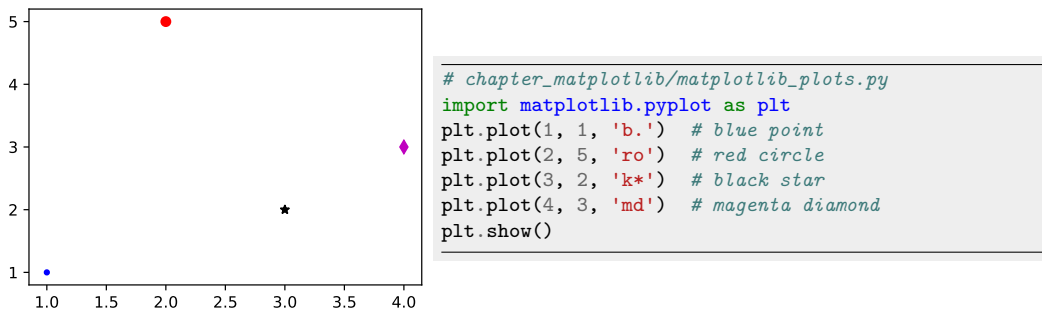 5
4
3
2
1
1.0 1.5 2.0 2.5 3.0 3.5 4.0
# chapter_matplotlib/matplotlib_plots.py
import matplotlib.pyplot as plt
plt.plot(1, 1, 'b.')  # blue point
plt.plot(2, 5, 'ro')  # red circle
plt.plot(3, 2, 'k*')  # black star
plt.plot(4, 3, 'md')  # magenta diamond
plt.show()